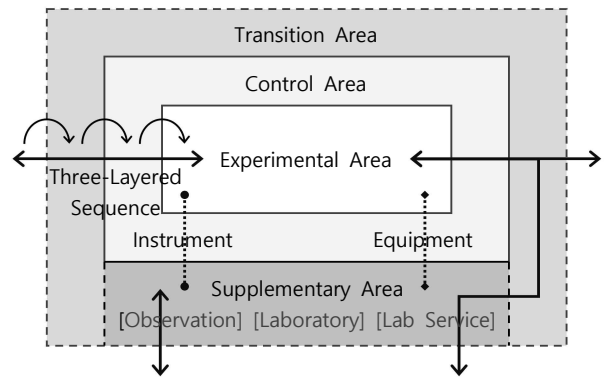 Transition Area
Control Area
Experimental Area
Three-Layered
Sequence
Instrument
Equipment
Supplementary Area
[Observation] [Laboratory] [Lab Service]